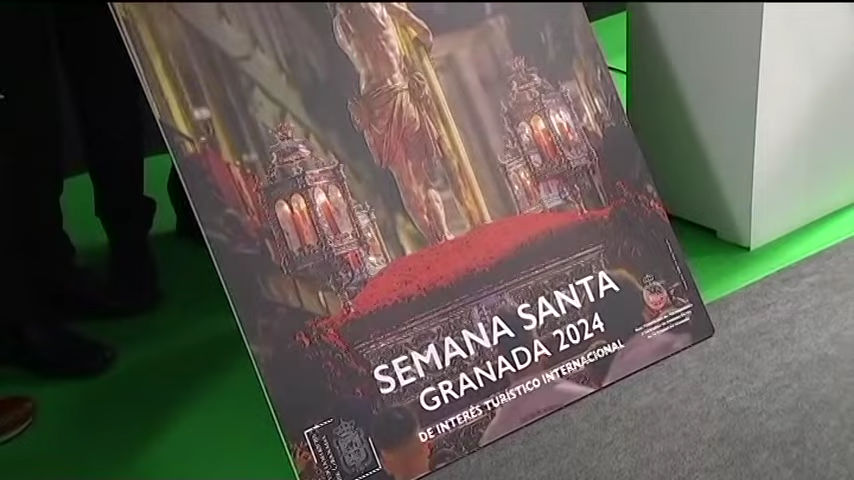 SEMANA SANTA
GRANADA 2024
DE INTERÉS TURÍSTICO INTERNACIONAL